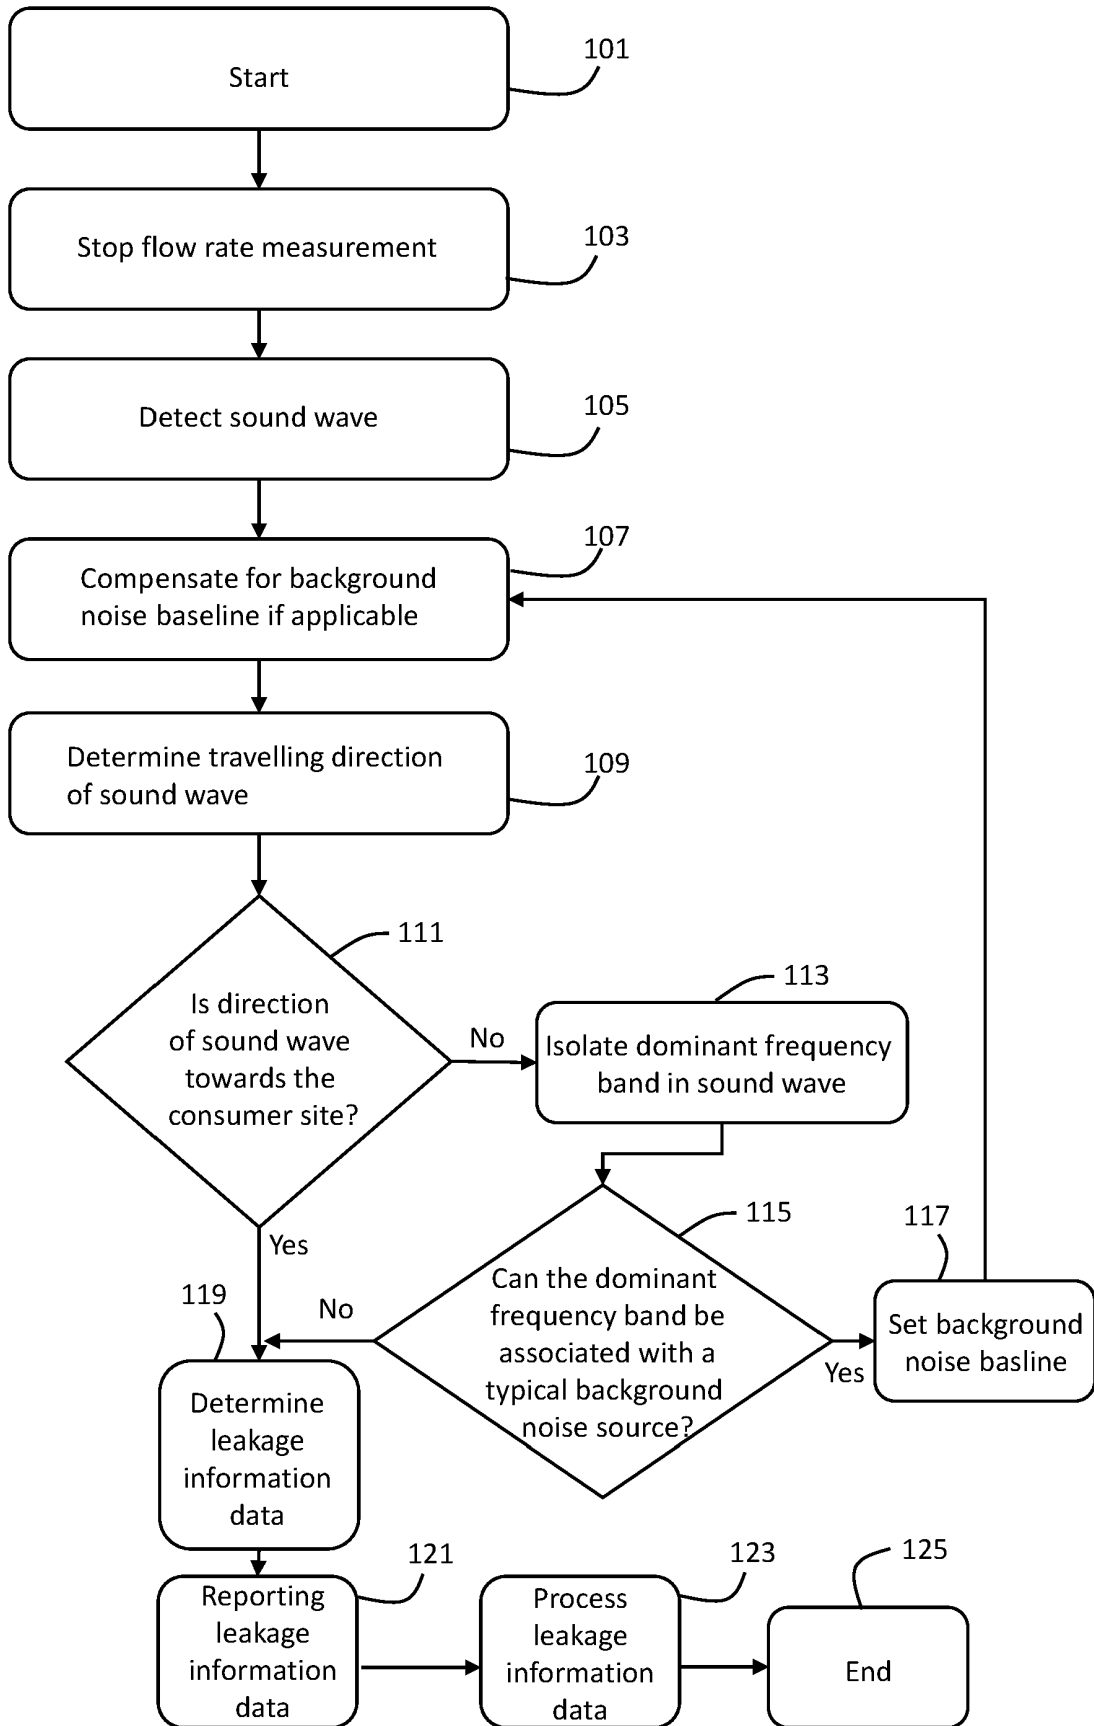 Start
101
Stop flow rate measurement
103
Detect sound wave
105
107
Compensate for background
noise baseline if applicable
Determine travelling direction
of sound wave
109
111
Is direction
of sound wave
towards the
consumer site?
No
113
Isolate dominant frequency
band in sound wave
Yes
115
Can the dominant
frequency band be
associated with a
typical background
noise source?
No
Yes
117
Set background
noise basline
119
Determine
leakage
information
data
121
Reporting
leakage
information
data
123
Process
leakage
information
data
125
End